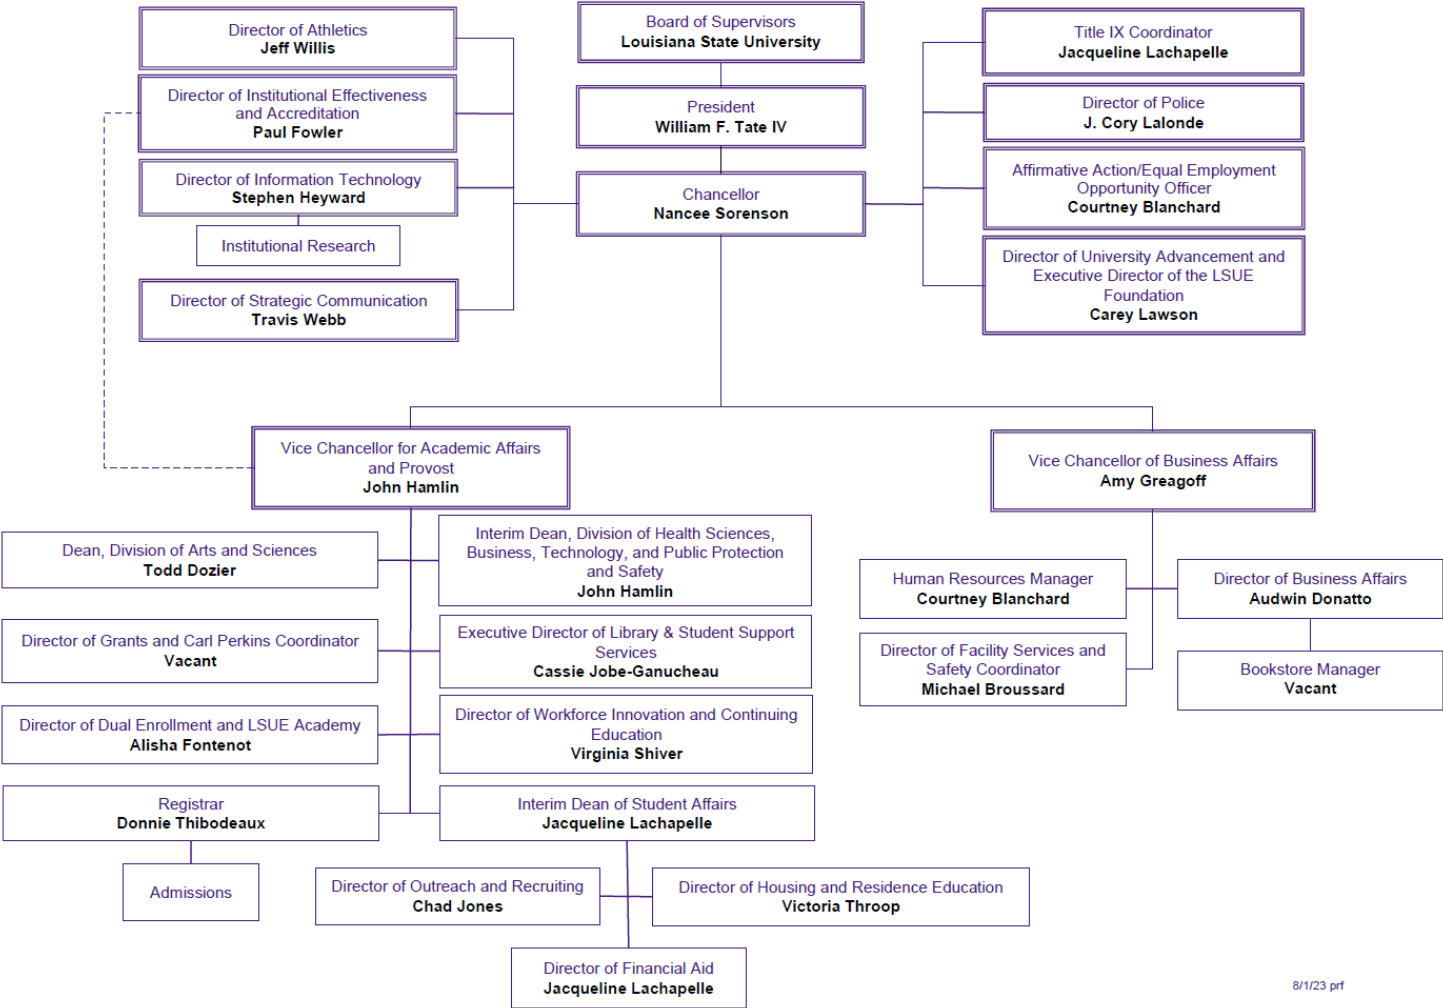 Director of Athletics
Jeff Willis
Board of Supervisors
Louisiana State University
Title IX Coordinator
Jacqueline Lachapelle
Director of Institutional Effectiveness
and Accreditation
Paul Fowler
President
William F. Tate IV
Director of Police
J. Cory Lalonde
Director of Information Technology
Stephen Heyward
Chancellor
Nancee Sorenson
Affirmative Action/Equal Employment
Opportunity Officer
Courtney Blanchard
Institutional Research
Director of University Advancement and
Executive Director of the LSUE
Foundation
Carey Lawson
Director of Strategic Communication
Travis Webb
Vice Chancellor for Academic Affairs
and Provost
John Hamlin
Vice Chancellor of Business Affairs
Amy Greagoff
Dean, Division of Arts and Sciences
Todd Dozier
Interim Dean, Division of Health Sciences,
Business, Technology, and Public Protection
and Safety
John Hamlin
Human Resources Manager
Courtney Blanchard
Director of Business Affairs
Audwin Donatto
Director of Grants and Carl Perkins Coordinator
Vacant
Executive Director of Library & Student Support
Services
Cassie Jobe-Ganucheau
Director of Facility Services and
Safety Coordinator
Michael Broussard
Bookstore Manager
Vacant
Director of Dual Enrollment and LSUE Academy
Alisha Fontenot
Director of Workforce Innovation and Continuing
Education
Virginia Shiver
Registrar
Donnie Thibodeaux
Interim Dean of Student Affairs
Jacqueline Lachapelle
Admissions
Director of Outreach and Recruiting
Chad Jones
Director of Housing and Residence Education
Victoria Throop
Director of Financial Aid
Jacqueline Lachapelle
8/1/23 prf